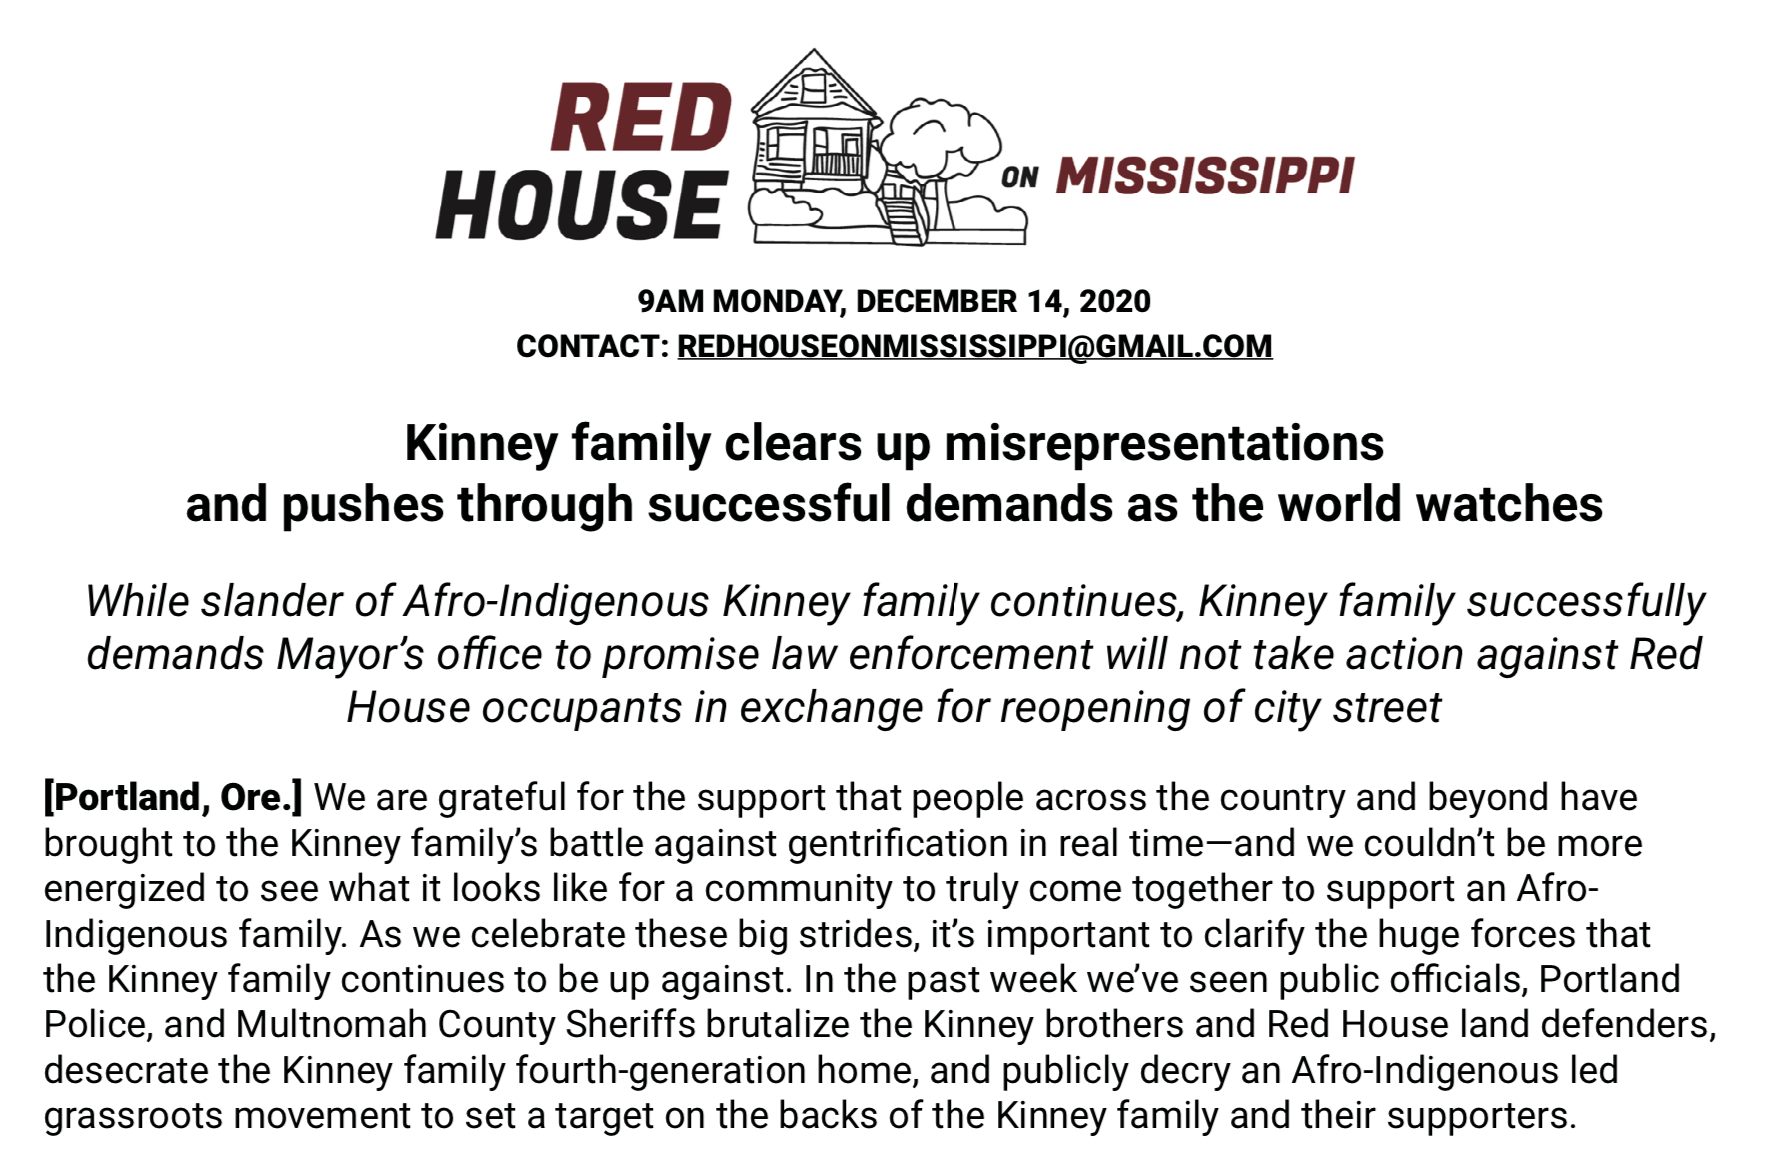 RED
HOUSE
ON MISSISSIPPI
9AM MONDAY, DECEMBER 14, 2020
CONTACT: REDHOUSEONMISSISSIPPI@GMAIL.COM
Kinney family clears up misrepresentations
and pushes through successful demands as the world watches
While slander of Afro-Indigenous Kinney family continues, Kinney family successfully
demands Mayor’s office to promise law enforcement will not take action against Red
House occupants in exchange for reopening of city street
[Portland, Ore.] We are grateful for the support that people across the country and beyond have
brought to the Kinney family’s battle against gentrification in real time—and we couldn’t be more
energized to see what it looks like for a community to truly come together to support an Afro-
Indigenous family. As we celebrate these big strides, it’s important to clarify the huge forces that
the Kinney family continues to be up against. In the past week we’ve seen public officials, Portland
Police, and Multnomah County Sheriffs brutalize the Kinney brothers and Red House land defenders,
desecrate the Kinney family fourth-generation home, and publicly decry an Afro-Indigenous led
grassroots movement to set a target on the backs of the Kinney family and their supporters.